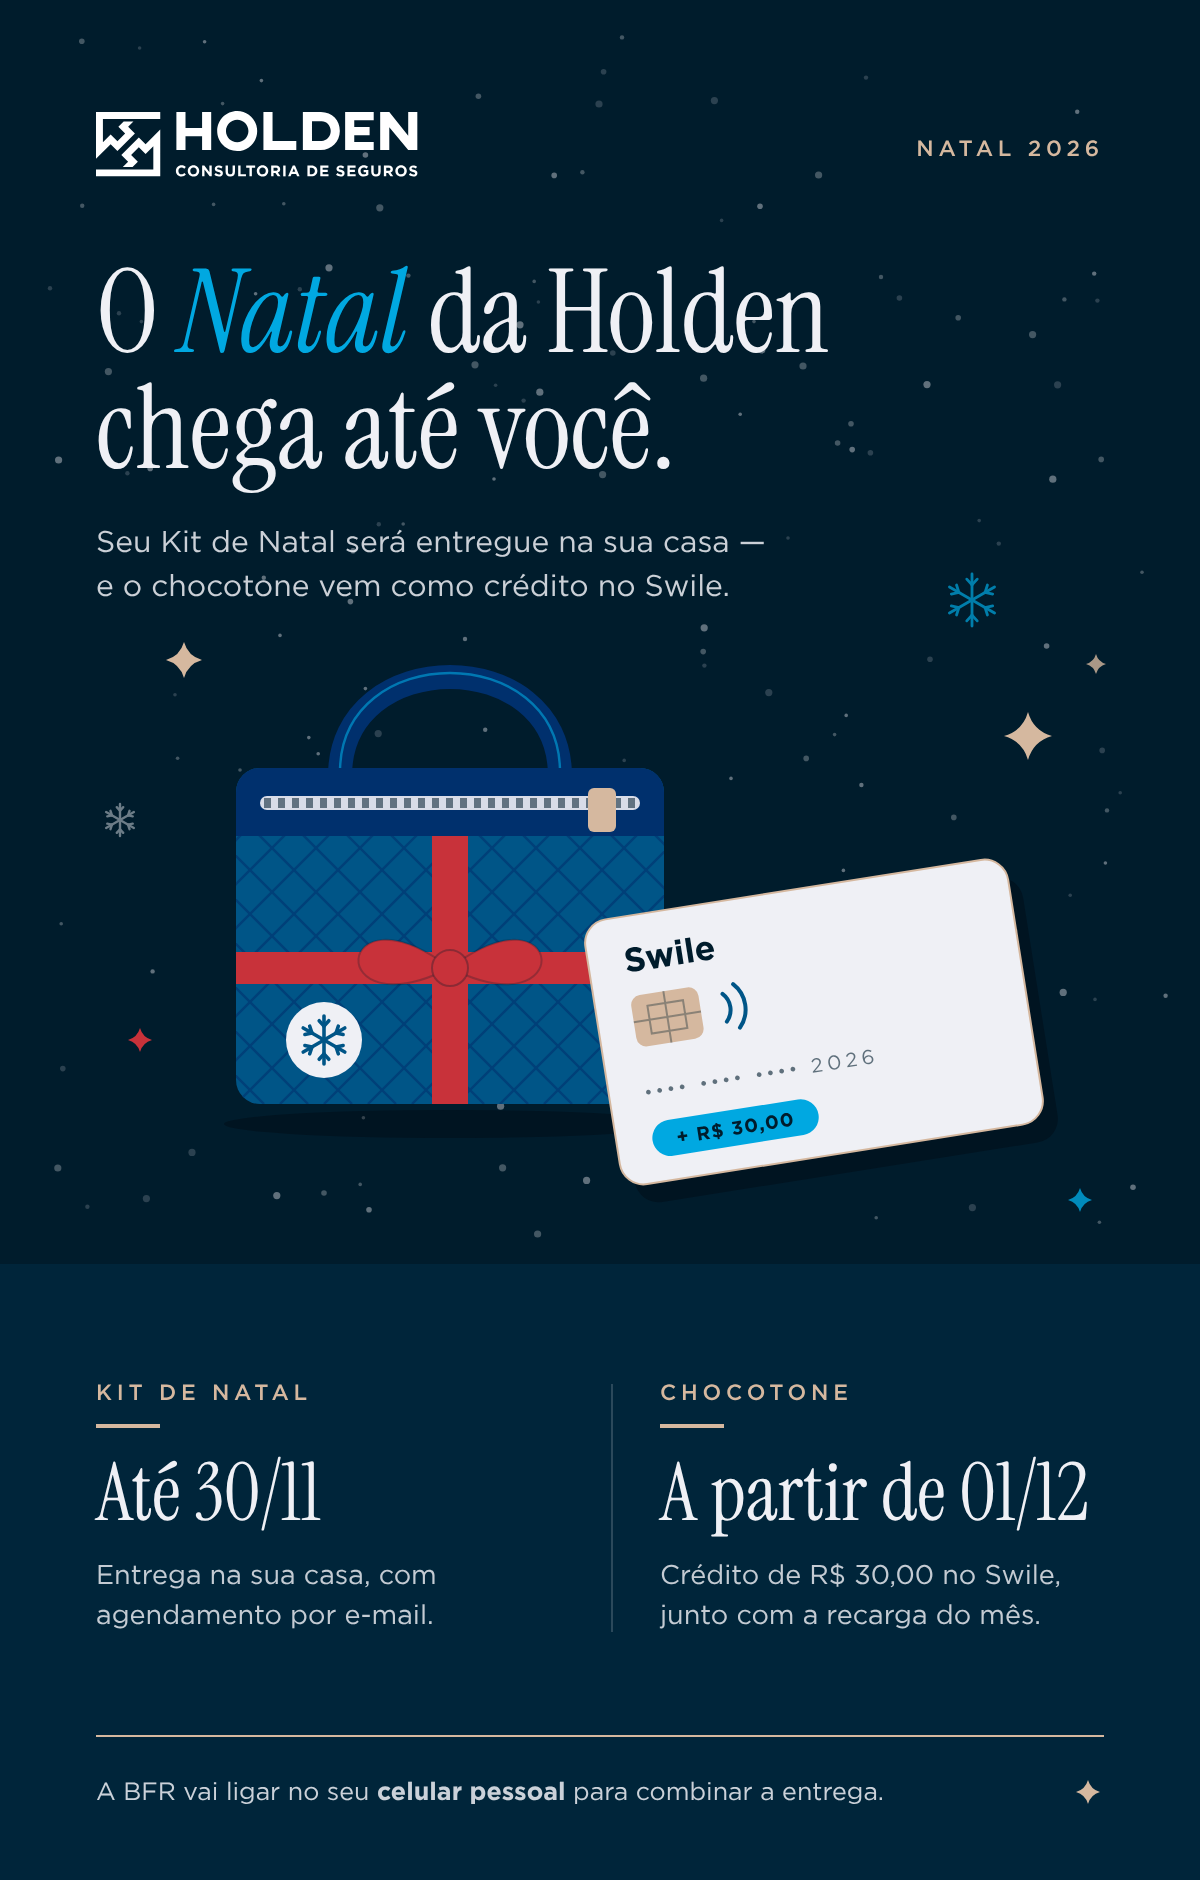 HOLDEN
CONSULTORIA DE SEGUROS
NATAL 2026
O Natal da Holden
chega até você.
Seu Kit de Natal será entregue na sua casa —
e o chocotone vem como crédito no Swile.
Swile
•••• •••• •••• 2026
+ R$ 30,00
KIT DE NATAL
Até 30/11
Entrega na sua casa, com
agendamento por e-mail.
CHOCOTONE
A partir de 01/12
Crédito de R$ 30,00 no Swile,
junto com a recarga do mês.
A BFR vai ligar no seu celular pessoal para combinar a entrega.